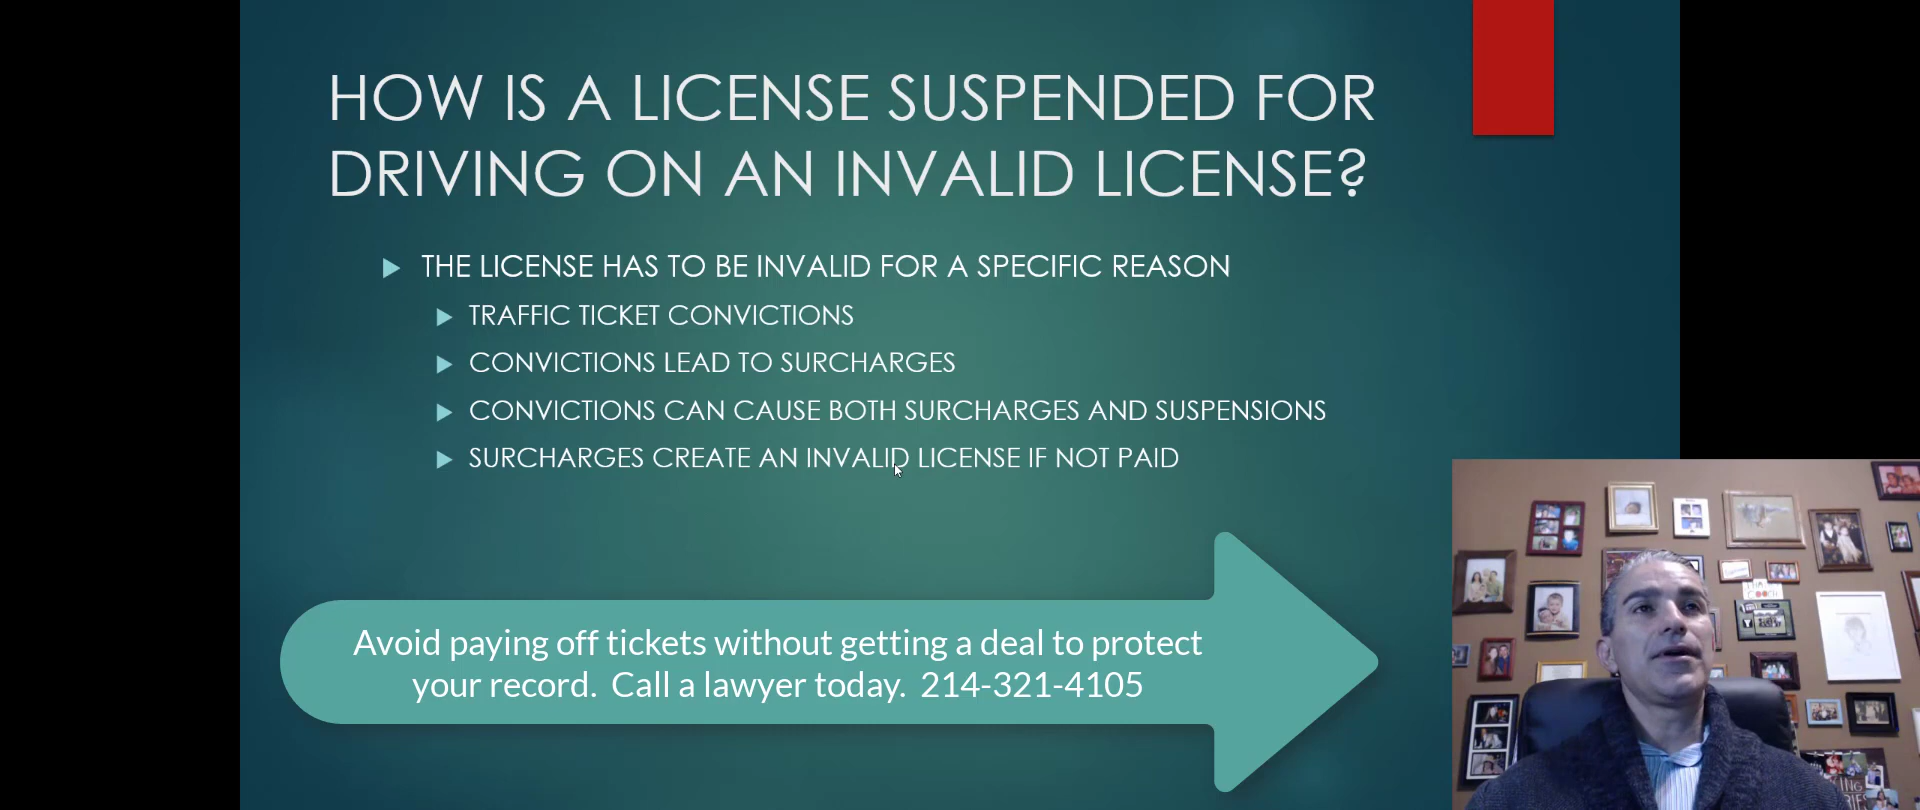 HOW IS A LICENSE SUSPENDED FOR
DRIVING ON AN INVALID LICENSE?
THE LICENSE HAS TO BE INVALID FOR A SPECIFIC REASON
TRAFFIC TICKET CONVICTIONS
CONVICTIONS LEAD TO SURCHARGES
CONVICTIONS CAN CAUSE BOTH SURCHARGES AND SUSPENSIONS
SURCHARGES CREATE AN INVALID LICENSE IF NOT PAID
Avoid paying off tickets without getting a deal to protect
your record. Call a lawyer today. 214-321-4105